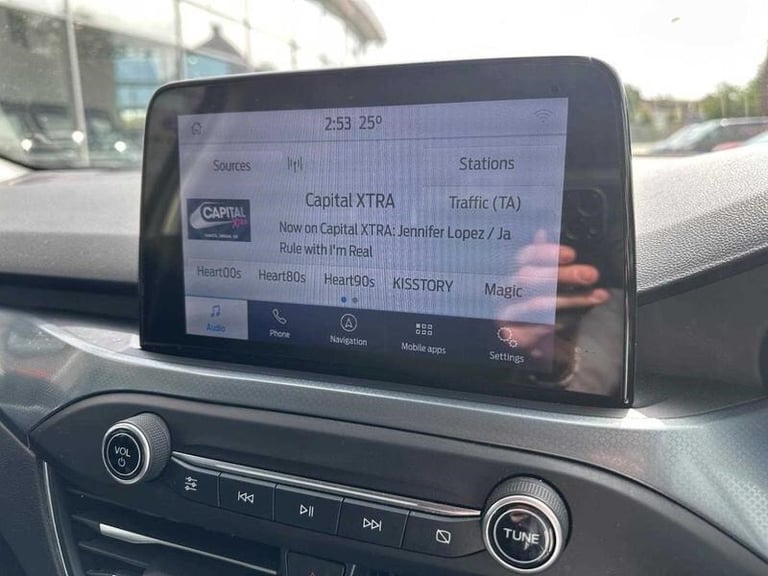 2:53 25°
Sources
Stations
Capital XTRA
Traffic (TA)
CAPITAL
XTRA
Now on Capital XTRA: Jennifer Lopez / Ja
Rule with I'm Real
Heart00s Heart80s Heart90s KISSTORY Magic
Audio Phone Navigation Mobile apps Settings
VOL
TUNE